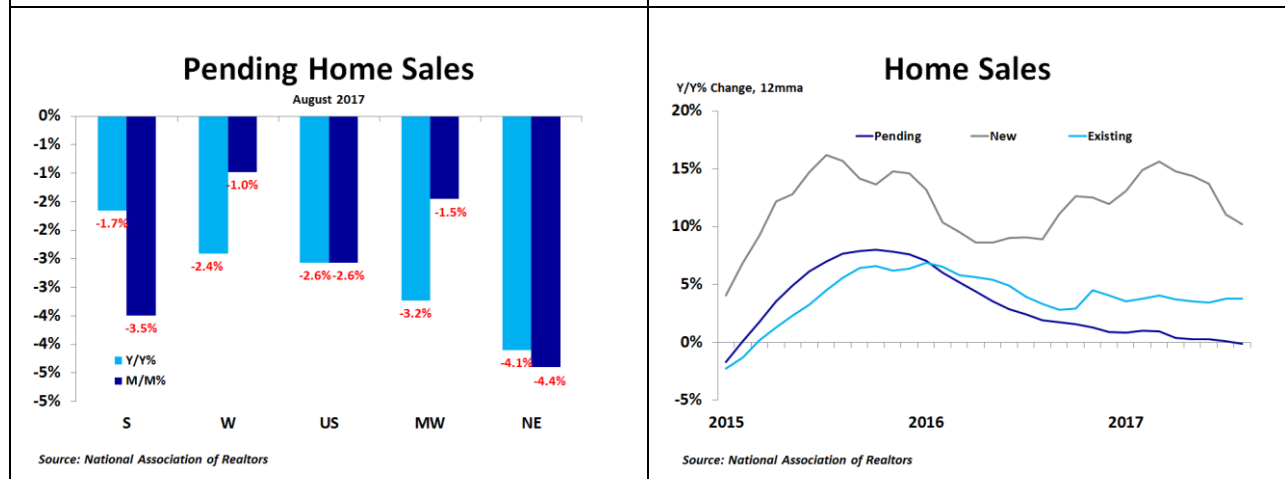 Pending Home Sales
August 2017
0%
-1%
-1%
-2%
-2%
-3%
-3%
-4%
-4%
-5%
-5%
-1.7%
-3.5%
-2.4%
-1.0%
-2.6%
-2.6%
-3.2%
-1.5%
-4.1%
-4.4%
Y/Y%
M/M%
S W US MW NE
Source: National Association of Realtors
Home Sales
Y/Y% Change, 12mma
20%
15%
10%
5%
0%
-5%
Pending New Existing
2015 2016 2017
Source: National Association of Realtors